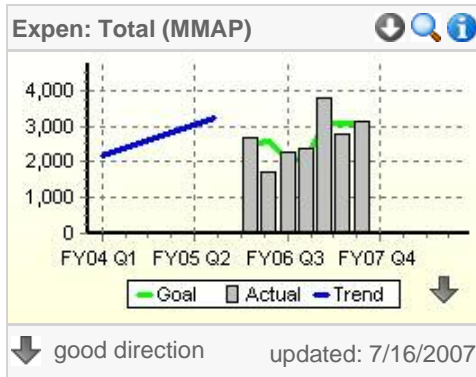 Expen: Total (MMAP)
4,000
3,000
2,000
1,000
0
FY04 Q1 FY05 Q2 FY06 Q3 FY07 Q4
Goal Actual Trend
good direction updated: 7/16/2007